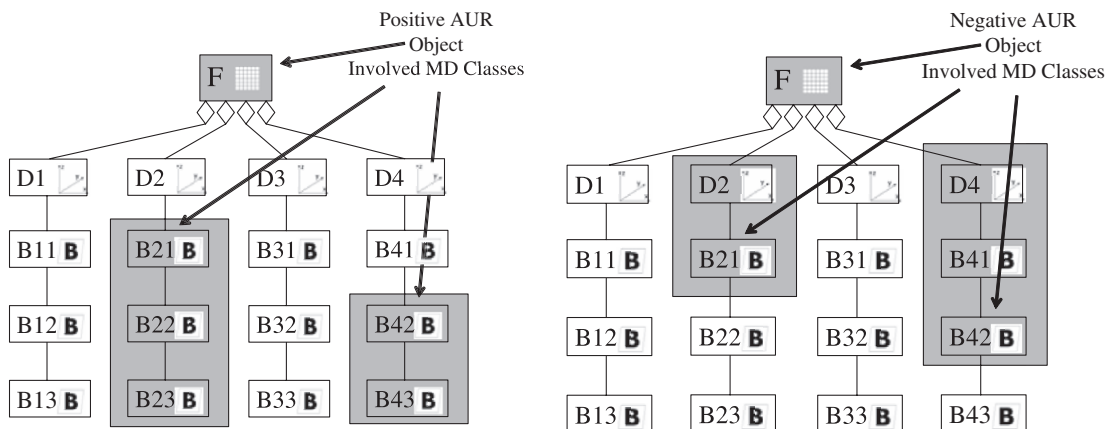 Positive AUR
Object
Involved MD Classes
F
D1 D2 D3 D4
B11 B B21 B B31 B B41 B
B12 B B22 B B32 B B42 B
B13 B B23 B B33 B B43 B
Negative AUR
Object
Involved MD Classes
F
D1 D2 D3 D4
B11 B B21 B B31 B B41 B
B12 B B22 B B32 B B42 B
B13 B B23 B B33 B B43 B